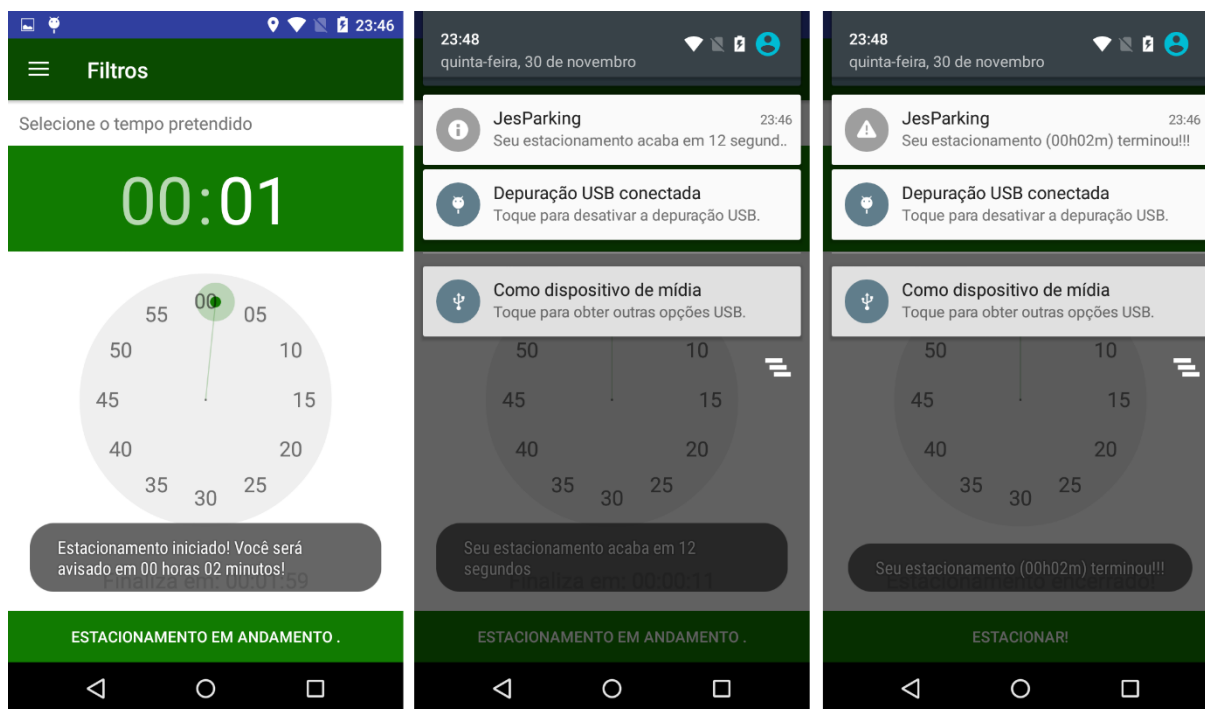 23:46
Filtros
Selecione o tempo pretendido
00:01
00
55
05
50
10
45
15
40
20
35
25
30
Estacionamento iniciado! Você será
avisado em 00 horas 02 minutos!
Finaliza em: 00:01:59
ESTACIONAMENTO EM ANDAMENTO .
23:48
quinta-feira, 30 de novembro
JesParking
23:46
Seu estacionamento acaba em 12 segund..
Depuração USB conectada
Toque para desativar a depuração USB.
Como dispositivo de mídia
Toque para obter outras opções USB.
50
10
45
15
40
20
35
25
30
Seu estacionamento acaba em 12
segundos
Finaliza em: 00:00:11
ESTACIONAMENTO EM ANDAMENTO .
23:48
quinta-feira, 30 de novembro
JesParking
23:46
Seu estacionamento (00h02m) terminou!!!
Depuração USB conectada
Toque para desativar a depuração USB.
Como dispositivo de mídia
Toque para obter outras opções USB.
50
10
45
15
40
20
35
25
30
Seu estacionamento (00h02m) terminou!!!
Estacionamento encerrado!
ESTACIONAR!